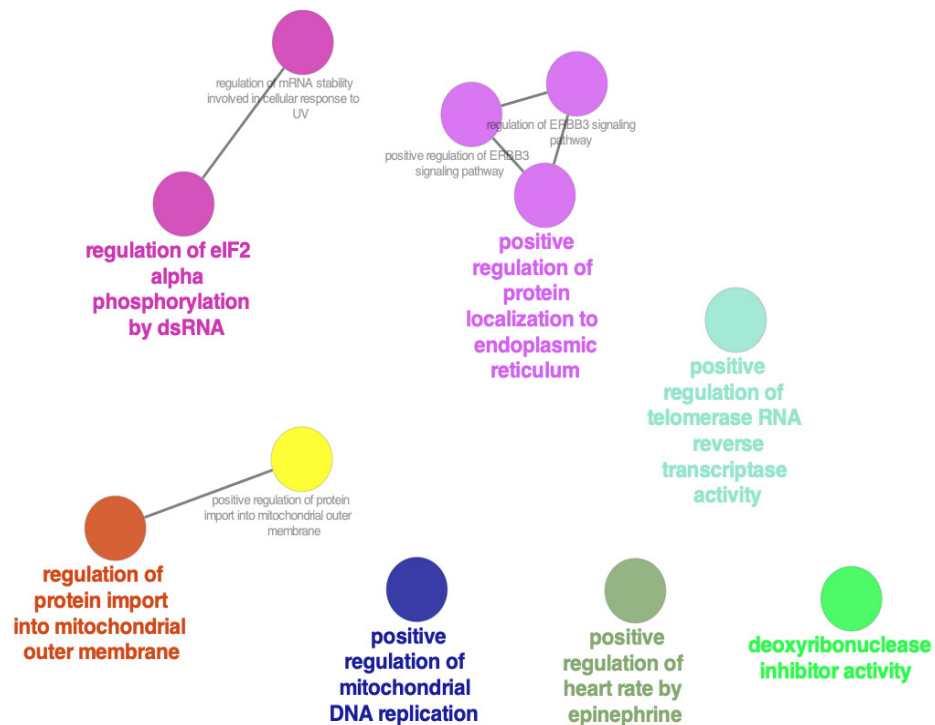 regulation of mRNA stability
involved in cellular response to
UV
regulation of ERBB3 signaling
pathway
positive regulation of ERBB3
signaling pathway
regulation of eIF2
alpha
phosphorylation
by dsRNA
positive
regulation of
protein
localization to
endoplasmic
reticulum
positive
regulation of
telomerase RNA
reverse
transcriptase
activity
positive regulation of protein
import into mitochondrial outer
membrane
regulation of
protein import
into mitochondrial
outer membrane
positive
regulation of
mitochondrial
DNA replication
positive
regulation of
heart rate by
epinephrine
deoxyribonuclease
inhibitor activity